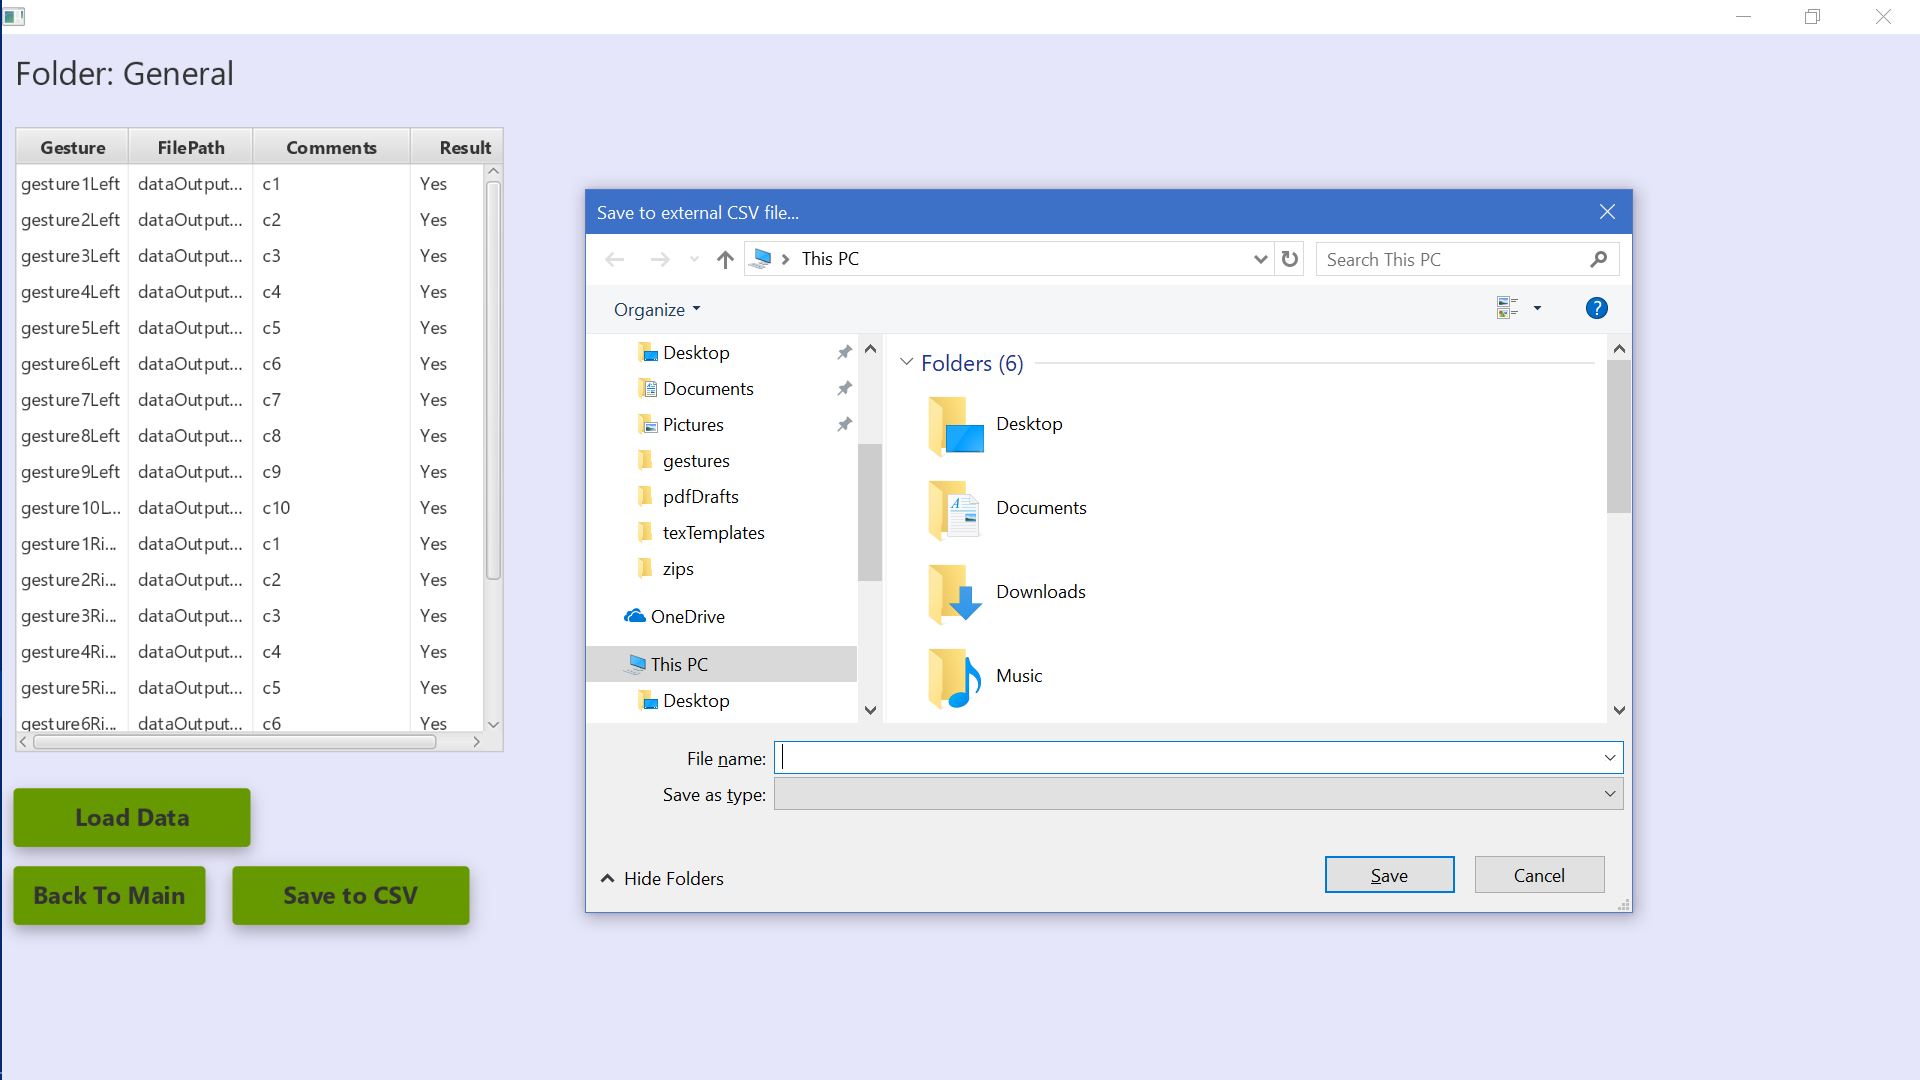 Folder: General
Gesture FilePath Comments Result
gesture1Left dataOutput... c1 Yes
gesture2Left dataOutput... c2 Yes
gesture3Left dataOutput... c3 Yes
gesture4Left dataOutput... c4 Yes
gesture5Left dataOutput... c5 Yes
gesture6Left dataOutput... c6 Yes
gesture7Left dataOutput... c7 Yes
gesture8Left dataOutput... c8 Yes
gesture9Left dataOutput... c9 Yes
gesture10L... dataOutput... c10 Yes
gesture1Ri... dataOutput... c1 Yes
gesture2Ri... dataOutput... c2 Yes
gesture3Ri... dataOutput... c3 Yes
gesture4Ri... dataOutput... c4 Yes
gesture5Ri... dataOutput... c5 Yes
gesture6Ri... dataOutput... c6 Yes
Load Data
Back To Main Save to CSV
Save to external CSV file...
This PC Search This PC
Organize ?
Desktop
Documents
Pictures
gestures
pdfDrafts
texTemplates
zips
OneDrive
This PC
Desktop
Folders (6)
Desktop
Documents
Downloads
Music
File name:
Save as type:
Hide Folders Save Cancel